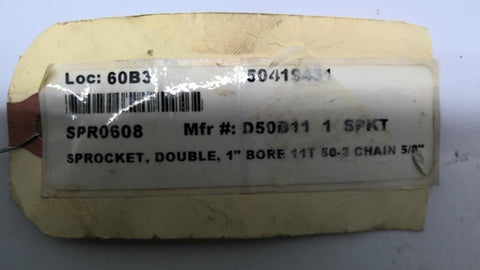 Loc: 60B3 50419431
SPR0608 Mfr #: D50B11 1 SPKT
SPROCKET, DOUBLE, 1" BORE 11T 50-2 CHAIN 5/8"